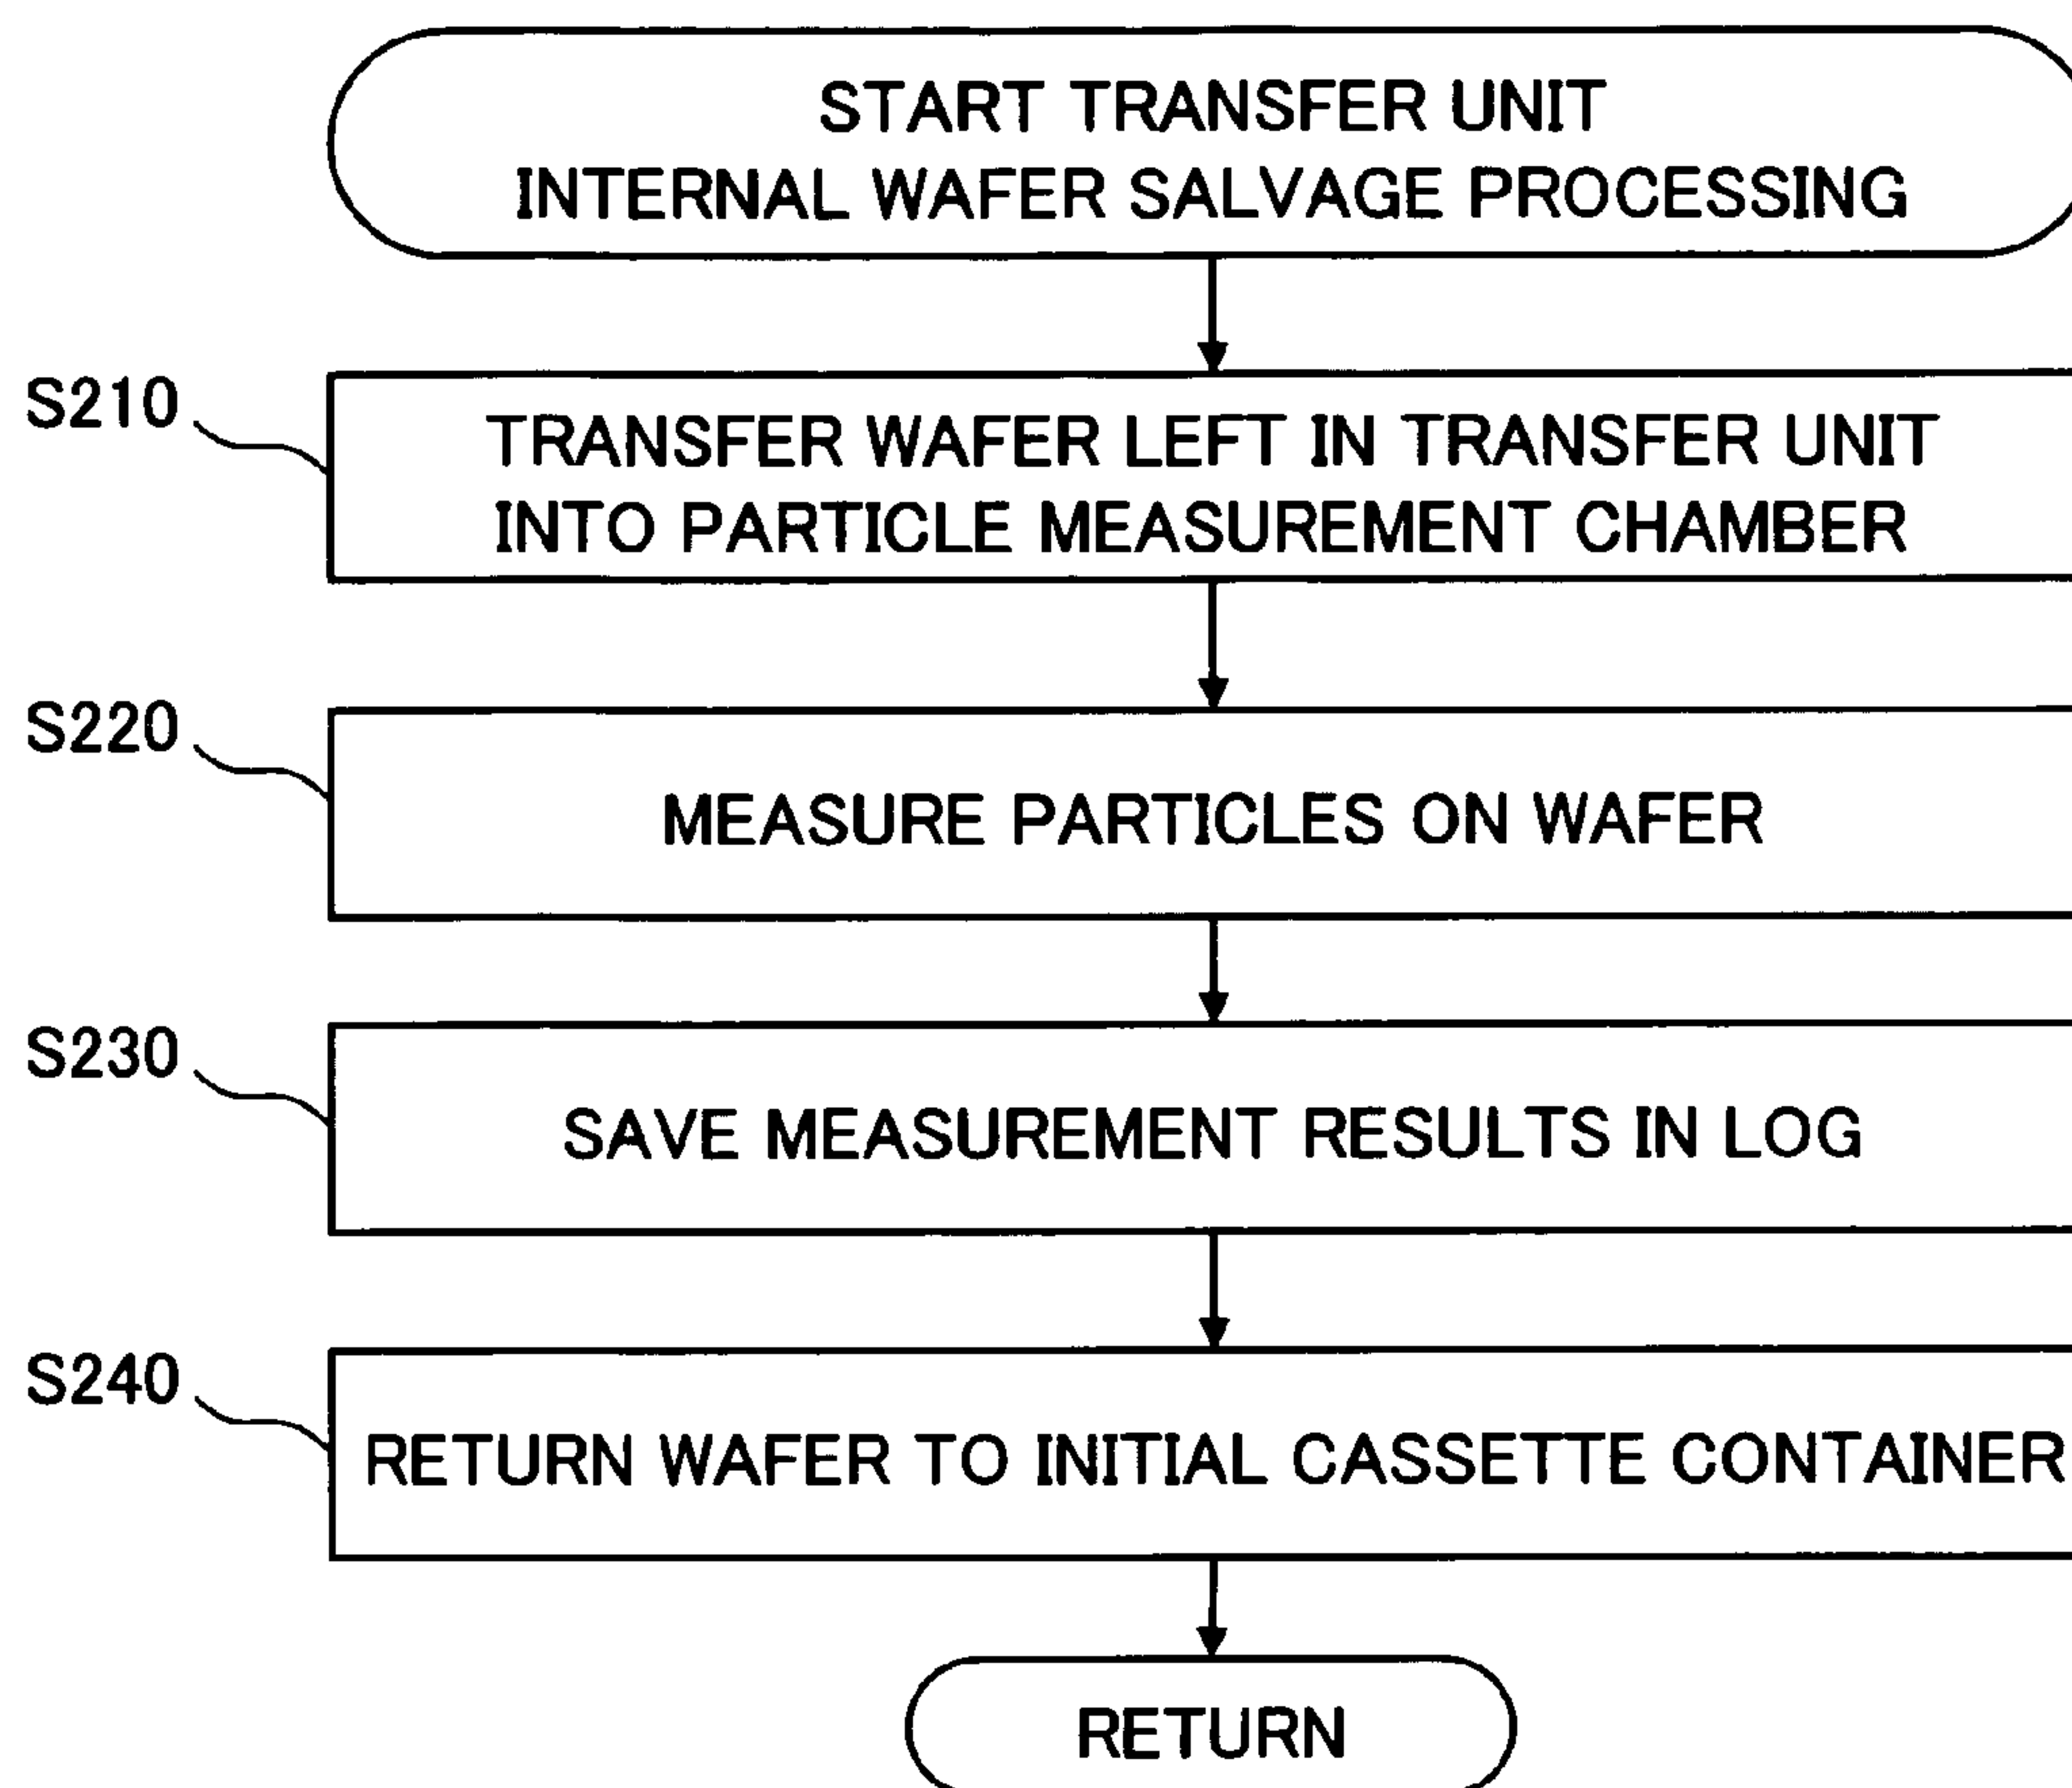 START TRANSFER UNIT
INTERNAL WAFER SALVAGE PROCESSING
S210
TRANSFER WAFER LEFT IN TRANSFER UNIT
INTO PARTICLE MEASUREMENT CHAMBER
S220
MEASURE PARTICLES ON WAFER
S230
SAVE MEASUREMENT RESULTS IN LOG
S240
RETURN WAFER TO INITIAL CASSETTE CONTAINER
RETURN